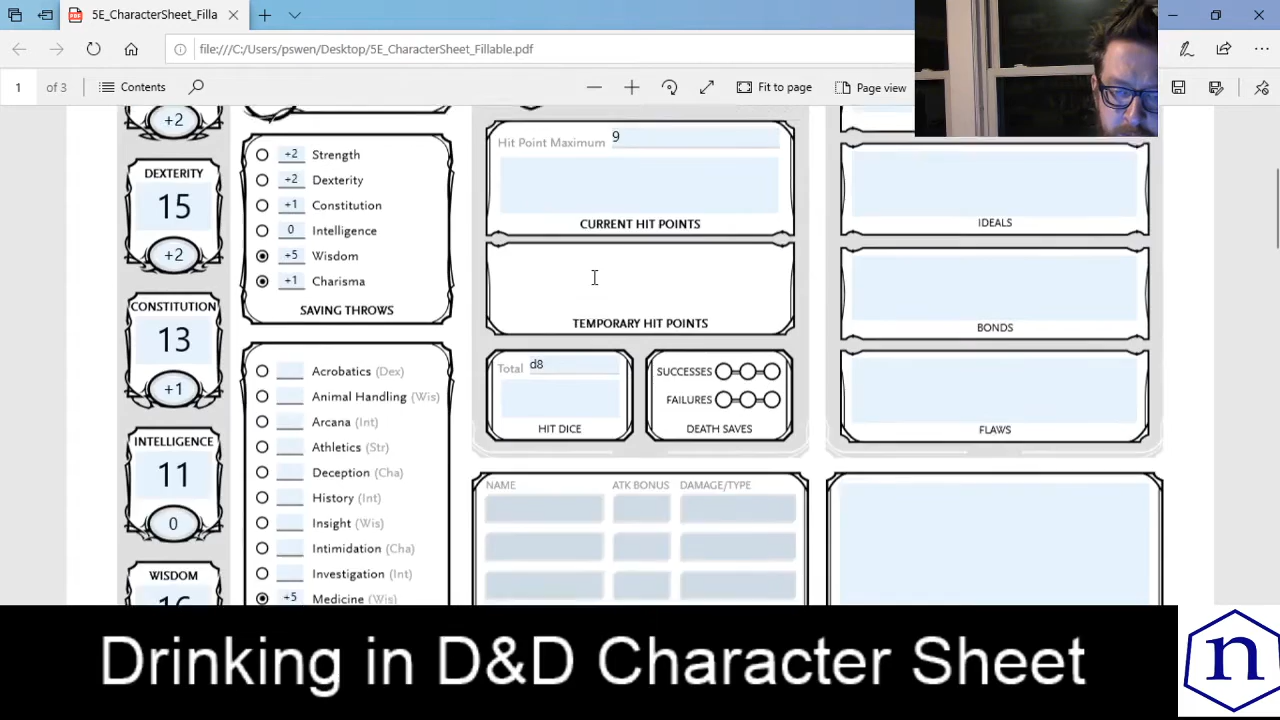 5E_CharacterSheet_Filla
file:///C:/Users/pswen/Desktop/5E_CharacterSheet_Fillable.pdf
1 of 3 Contents Fit to page Page view
+2
DEXTERITY
15
+2
CONSTITUTION
13
+1
INTELLIGENCE
11
0
WISDOM
16
+2 Strength
+2 Dexterity
+1 Constitution
0 Intelligence
+5 Wisdom
+1 Charisma
SAVING THROWS
Acrobatics (Dex)
Animal Handling (Wis)
Arcana (Int)
Athletics (Str)
Deception (Cha)
History (Int)
Insight (Wis)
Intimidation (Cha)
Investigation (Int)
+5 Medicine (Wis)
Hit Point Maximum 9
CURRENT HIT POINTS
TEMPORARY HIT POINTS
Total d8
HIT DICE
SUCCESSES
FAILURES
DEATH SAVES
NAME ATK BONUS DAMAGE/TYPE
IDEALS
BONDS
FLAWS
Drinking in D&D Character Sheet
n